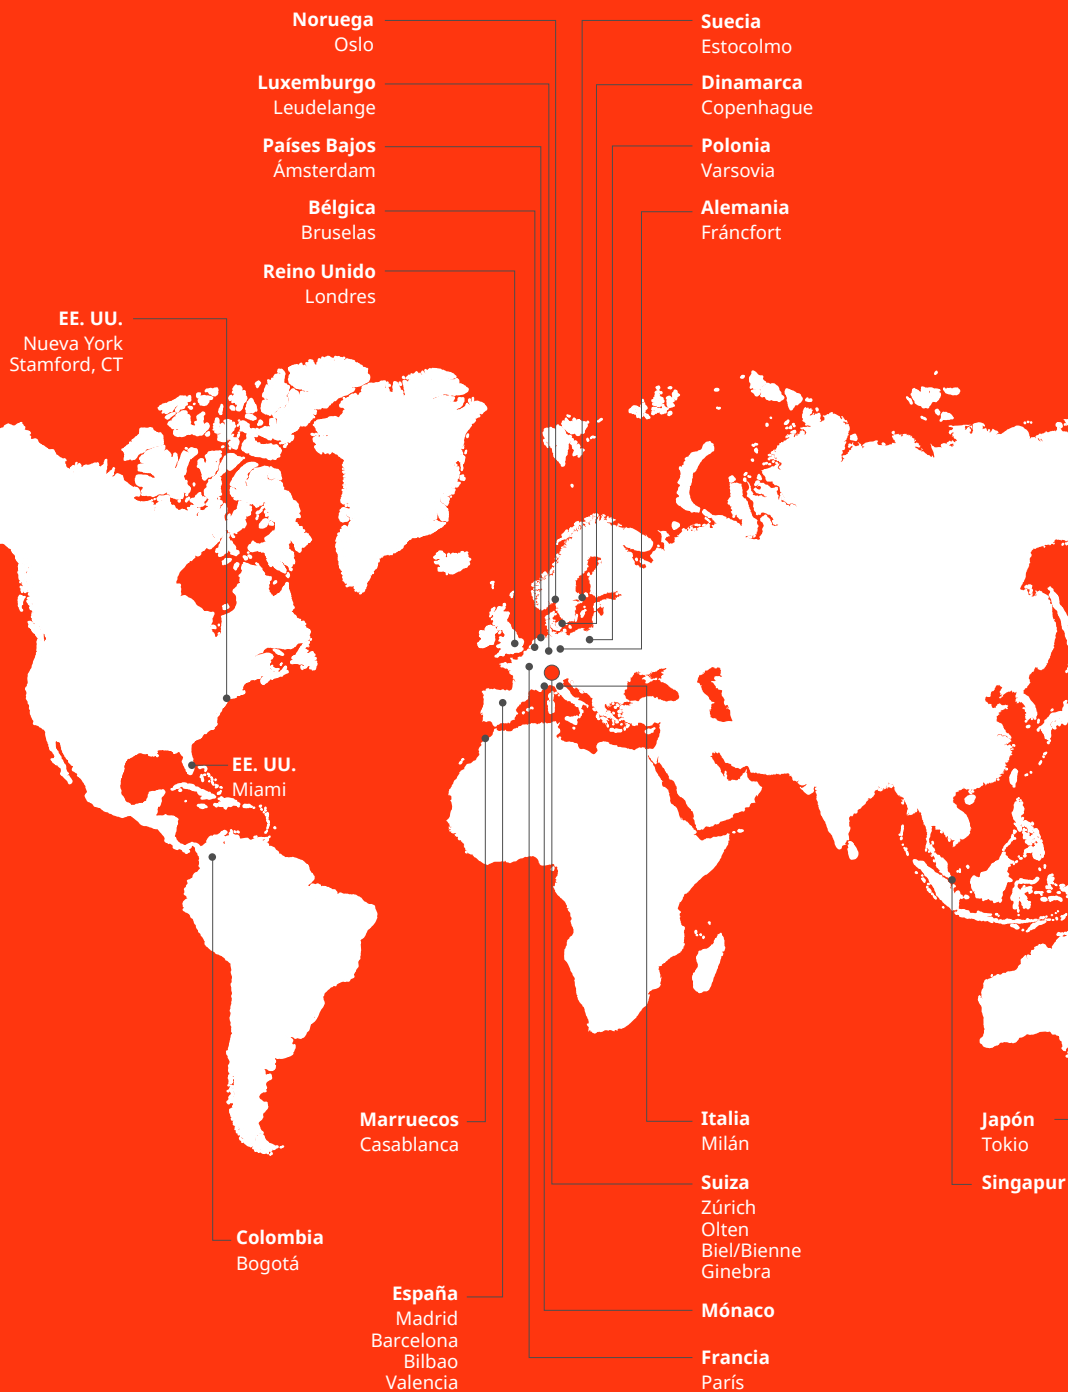 Noruega
Oslo
Luxemburgo
Leudelange
Países Bajos
Ámsterdam
Bélgica
Bruselas
Reino Unido
Londres
EE. UU.
Nueva York
Stamford, CT
Suecia
Estocolmo
Dinamarca
Copenhague
Polonia
Varsovia
Alemania
Fráncfort
EE. UU.
Miami
Marruecos
Casablanca
Colombia
Bogotá
España
Madrid
Barcelona
Bilbao
Valencia
Italia
Milán
Suiza
Zúrich
Olten
Biel/Bienne
Ginebra
Mónaco
Francia
París
Japón
Tokio
Singapur